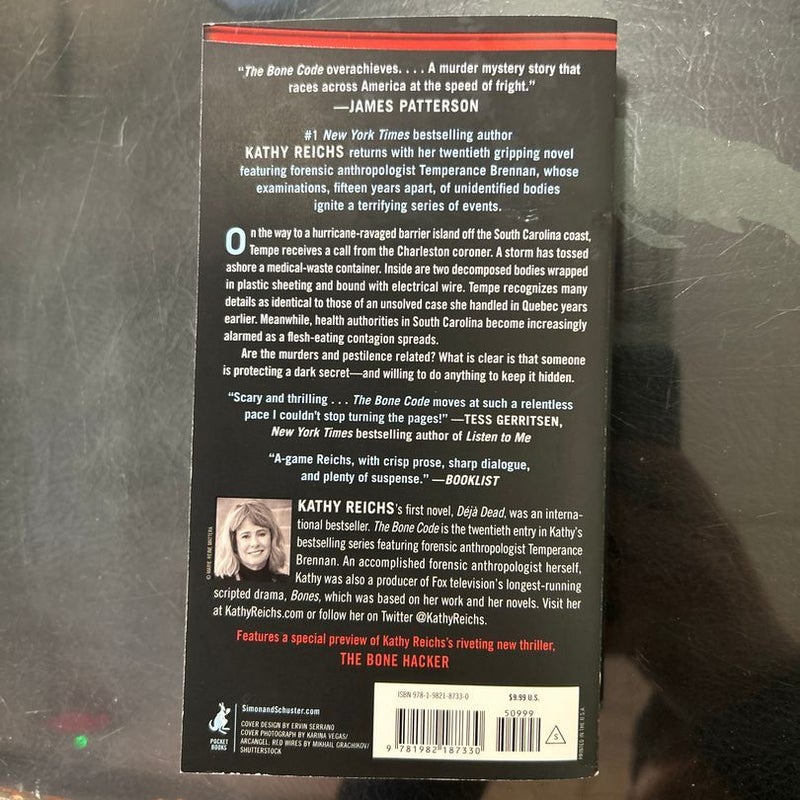 "The Bone Code overachieves. . . . A murder mystery story that
races across America at the speed of fright."
—JAMES PATTERSON
#1 New York Times bestselling author
KATHY REICHS returns with her twentieth gripping novel
featuring forensic anthropologist Temperance Brennan, whose
examinations, fifteen years apart, of unidentified bodies
ignite a terrifying series of events.
On the way to a hurricane-ravaged barrier island off the South Carolina coast,
Tempe receives a call from the Charleston coroner. A storm has tossed
ashore a medical-waste container. Inside are two decomposed bodies wrapped
in plastic sheeting and bound with electrical wire. Tempe recognizes many
details as identical to those of an unsolved case she handled in Quebec years
earlier. Meanwhile, health authorities in South Carolina become increasingly
alarmed as a flesh-eating contagion spreads.
Are the murders and pestilence related? What is clear is that someone
is protecting a dark secret—and willing to do anything to keep it hidden.
"Scary and thrilling . . . The Bone Code moves at such a relentless
pace I couldn't stop turning the pages!" —TESS GERRITSEN,
New York Times bestselling author of Listen to Me
"A-game Reichs, with crisp prose, sharp dialogue,
and plenty of suspense." —BOOKLIST
KATHY REICHS's first novel, Déjà Dead, was an interna-
tional bestseller. The Bone Code is the twentieth entry in Kathy's
bestselling series featuring forensic anthropologist Temperance
Brennan. An accomplished forensic anthropologist herself,
Kathy was also a producer of Fox television's longest-running
scripted drama, Bones, which was based on her work and her novels. Visit her
at KathyReichs.com or follow her on Twitter @KathyReichs.
Features a special preview of Kathy Reichs's riveting new thriller,
THE BONE HACKER
POCKET
BOOKS
SimonandSchuster.com
COVER DESIGN BY ERVIN SERRANO
COVER PHOTOGRAPH BY KARINA VEGAS/
ARCANGEL, RED WIRES BY MIKHAIL GRACHIKOV/
SHUTTERSTOCK
ISBN 978-1-9821-8733-0
$9.99 U.S.
50999
9 781982 187330
S
PRINTED IN THE U.S.A.